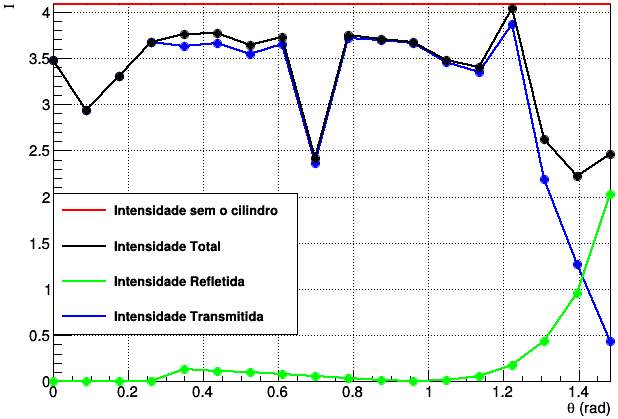 I
4
3.5
3
2.5
2
1.5
1
0.5
0
Intensidade sem o cilindro
Intensidade Total
Intensidade Refletida
Intensidade Transmitida
0 0.2 0.4 0.6 0.8 1 1.2 1.4
θ (rad)